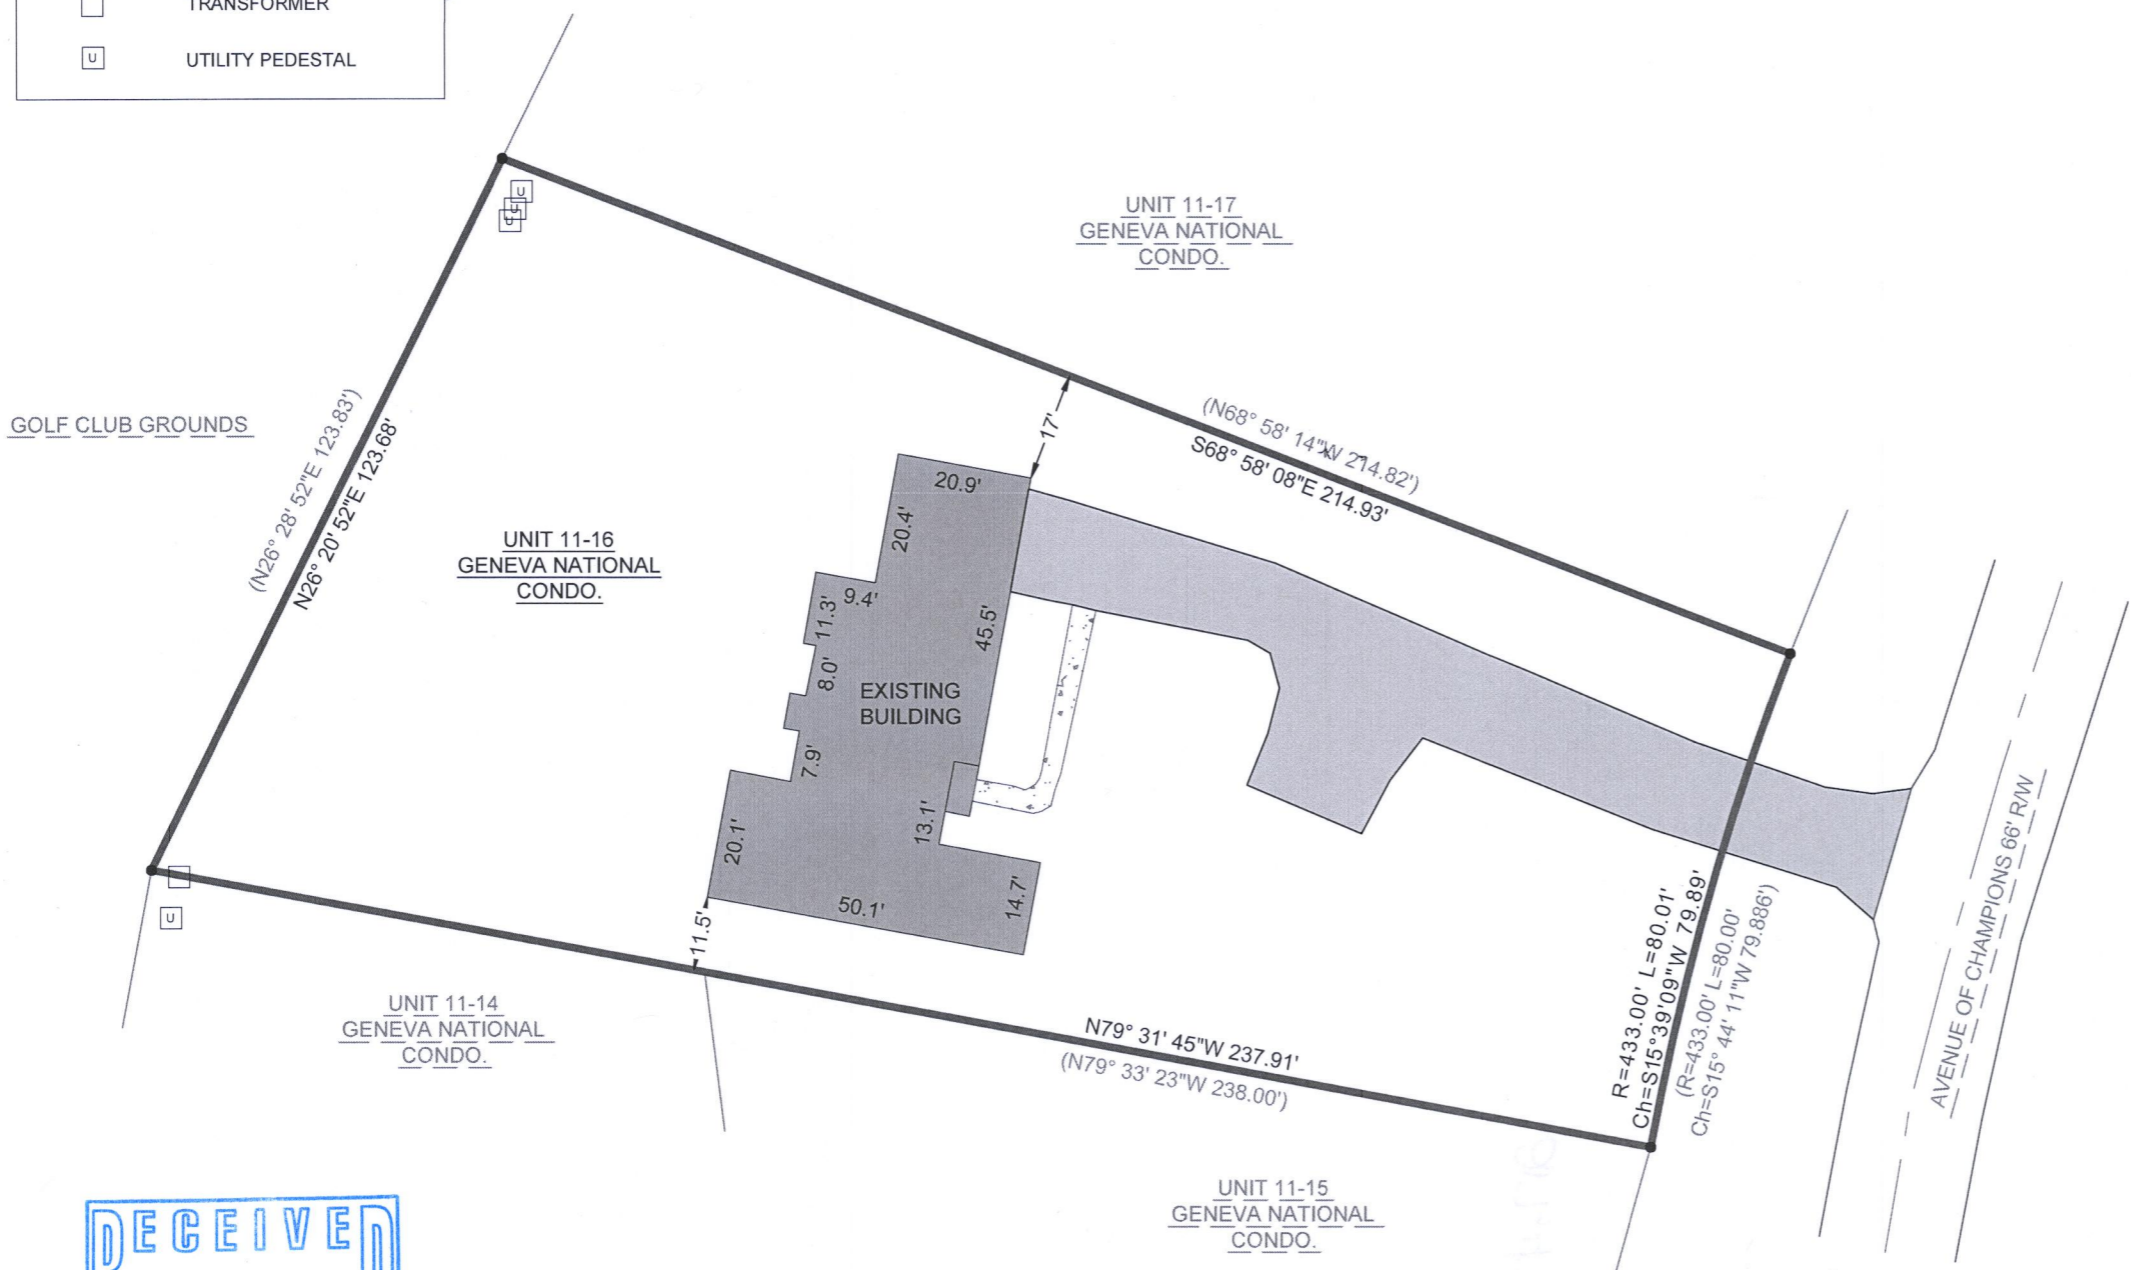 TRANSFORMER
U
UTILITY PEDESTAL
U
U
U
UNIT 11-17
GENEVA NATIONAL
CONDO.
GOLF CLUB GROUNDS
(N26° 28' 52"E 123.83')
N26° 20' 52"E 123.68'
17'
(N68° 58' 14"W 214.82')
S68° 58' 08"E 214.93'
UNIT 11-16
GENEVA NATIONAL
CONDO.
20.9'
20.4'
9.4'
11.3'
8.0'
45.5'
EXISTING
BUILDING
7.9'
20.1'
13.1'
50.1'
14.7'
11.5'
U
R=433.00' L=80.01'
Ch=S15°39'09"W 79.89'
(R=433.00' L=80.00'
Ch=S15° 44' 11"W 79.886')
AVENUE OF CHAMPIONS 66' R/W
UNIT 11-14
GENEVA NATIONAL
CONDO.
N79° 31' 45"W 237.91'
(N79° 33' 23"W 238.00')
UNIT 11-15
GENEVA NATIONAL
CONDO.
RECEIVED